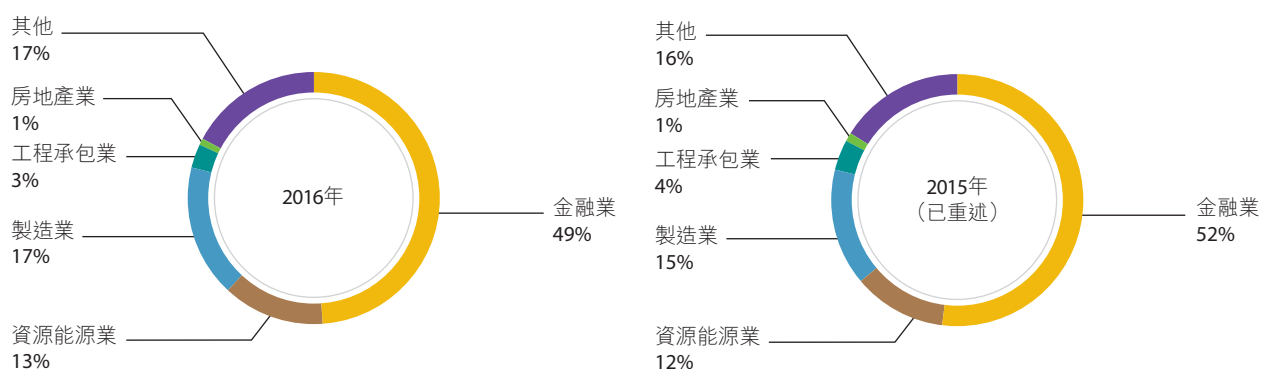 其他
17%
房地產業
1%
工程承包業
3%
製造業
17%
資源能源業
13%
2016年
金融業
49%
其他
16%
房地產業
1%
工程承包業
4%
製造業
15%
資源能源業
12%
2015年
（已重述）
金融業
52%